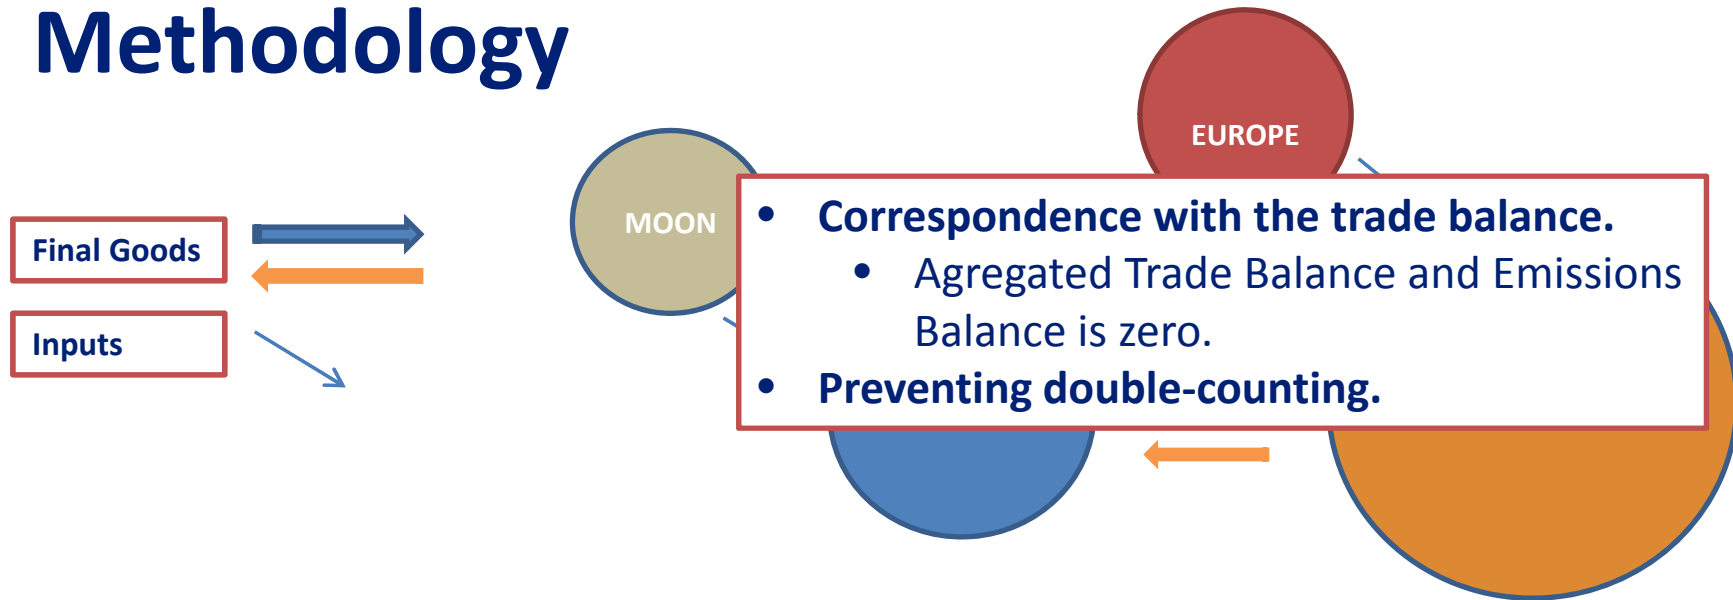 Methodology
EUROPE
MOON
Final Goods
Inputs
• Correspondence with the trade balance.
• Agregated Trade Balance and Emissions
Balance is zero.
• Preventing double-counting.